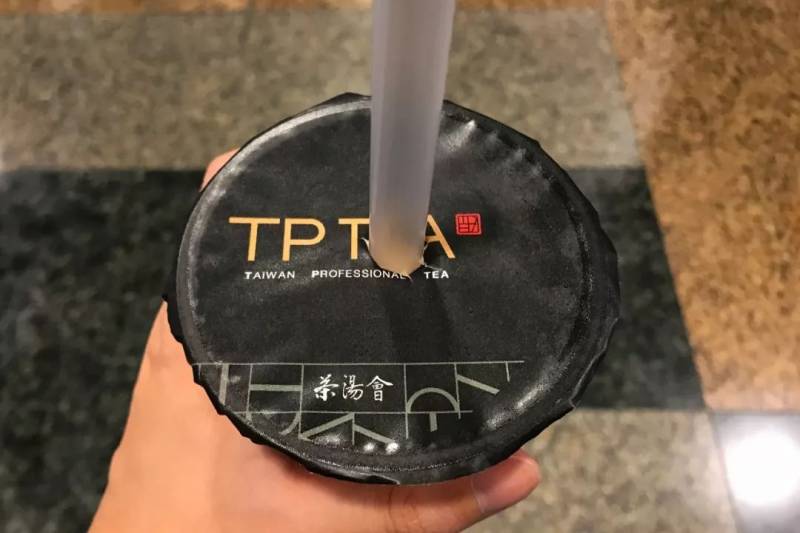 TP TEA
TAIWAN PROFESSIONAL TEA
茶湯會